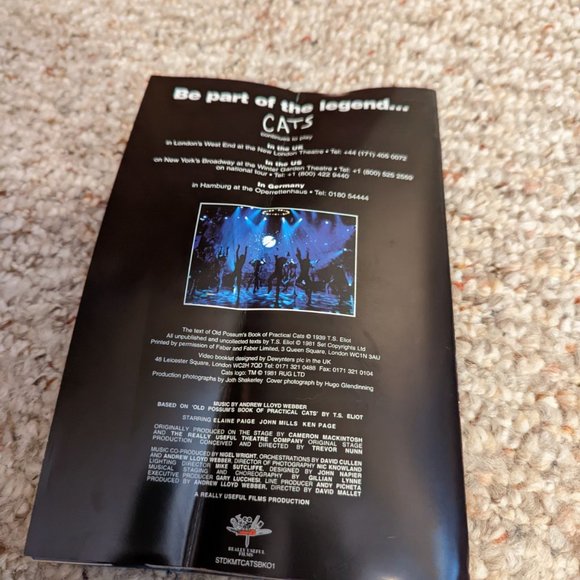 Be part of the legend...
CATS
continues to play
In the UK
in London's West End at the New London Theatre • Tel: +44 (171) 405 0072
In the US
on New York's Broadway at the Winter Garden Theatre • Tel: +1 (800) 525 2559
on national tour • Tel: +1 (800) 422 9440
In Germany
in Hamburg at the Operettenhaus • Tel: 0180 54444
The text of Old Possum's Book of Practical Cats © 1939 T.S. Eliot
All unpublished and uncollected texts by T.S. Eliot © 1981 Set Copyrights Ltd
Printed by permission of Faber and Faber Limited, 3 Queen Square, London WC1N 3AU
Video booklet designed by Dewynters plc in the UK
48 Leicester Square, London WC2H 7QD Tel: 0171 321 0488 Fax: 0171 321 0104
Cats logo: TM © 1981 RUG LTD
Production photographs by Josh Shakerley Cover photograph by Hugo Glendinning
MUSIC BY ANDREW LLOYD WEBBER
BASED ON 'OLD POSSUM'S BOOK OF PRACTICAL CATS' BY T.S. ELIOT
STARRING ELAINE PAIGE JOHN MILLS KEN PAGE
ORIGINALLY PRODUCED ON THE STAGE BY CAMERON MACKINTOSH
AND THE REALLY USEFUL THEATRE COMPANY ORIGINAL STAGE
PRODUCTION CONCEIVED AND DIRECTED BY TREVOR NUNN
MUSIC CO-PRODUCED BY NIGEL WRIGHT, ORCHESTRATIONS BY DAVID CULLEN
AND ANDREW LLOYD WEBBER, DIRECTOR OF PHOTOGRAPHY NIC KNOWLAND
LIGHTING DIRECTOR MIKE SUTCLIFFE, DESIGNED BY JOHN NAPIER
MUSICAL STAGING AND CHOREOGRAPHY BY GILLIAN LYNNE
EXECUTIVE PRODUCER GARY LUCCHESI, LINE PRODUCER ANDY PICHETA
PRODUCED BY ANDREW LLOYD WEBBER, DIRECTED BY DAVID MALLET
A REALLY USEFUL FILMS PRODUCTION
REALLY USEFUL
FILMS
STDKMTCATSBK01